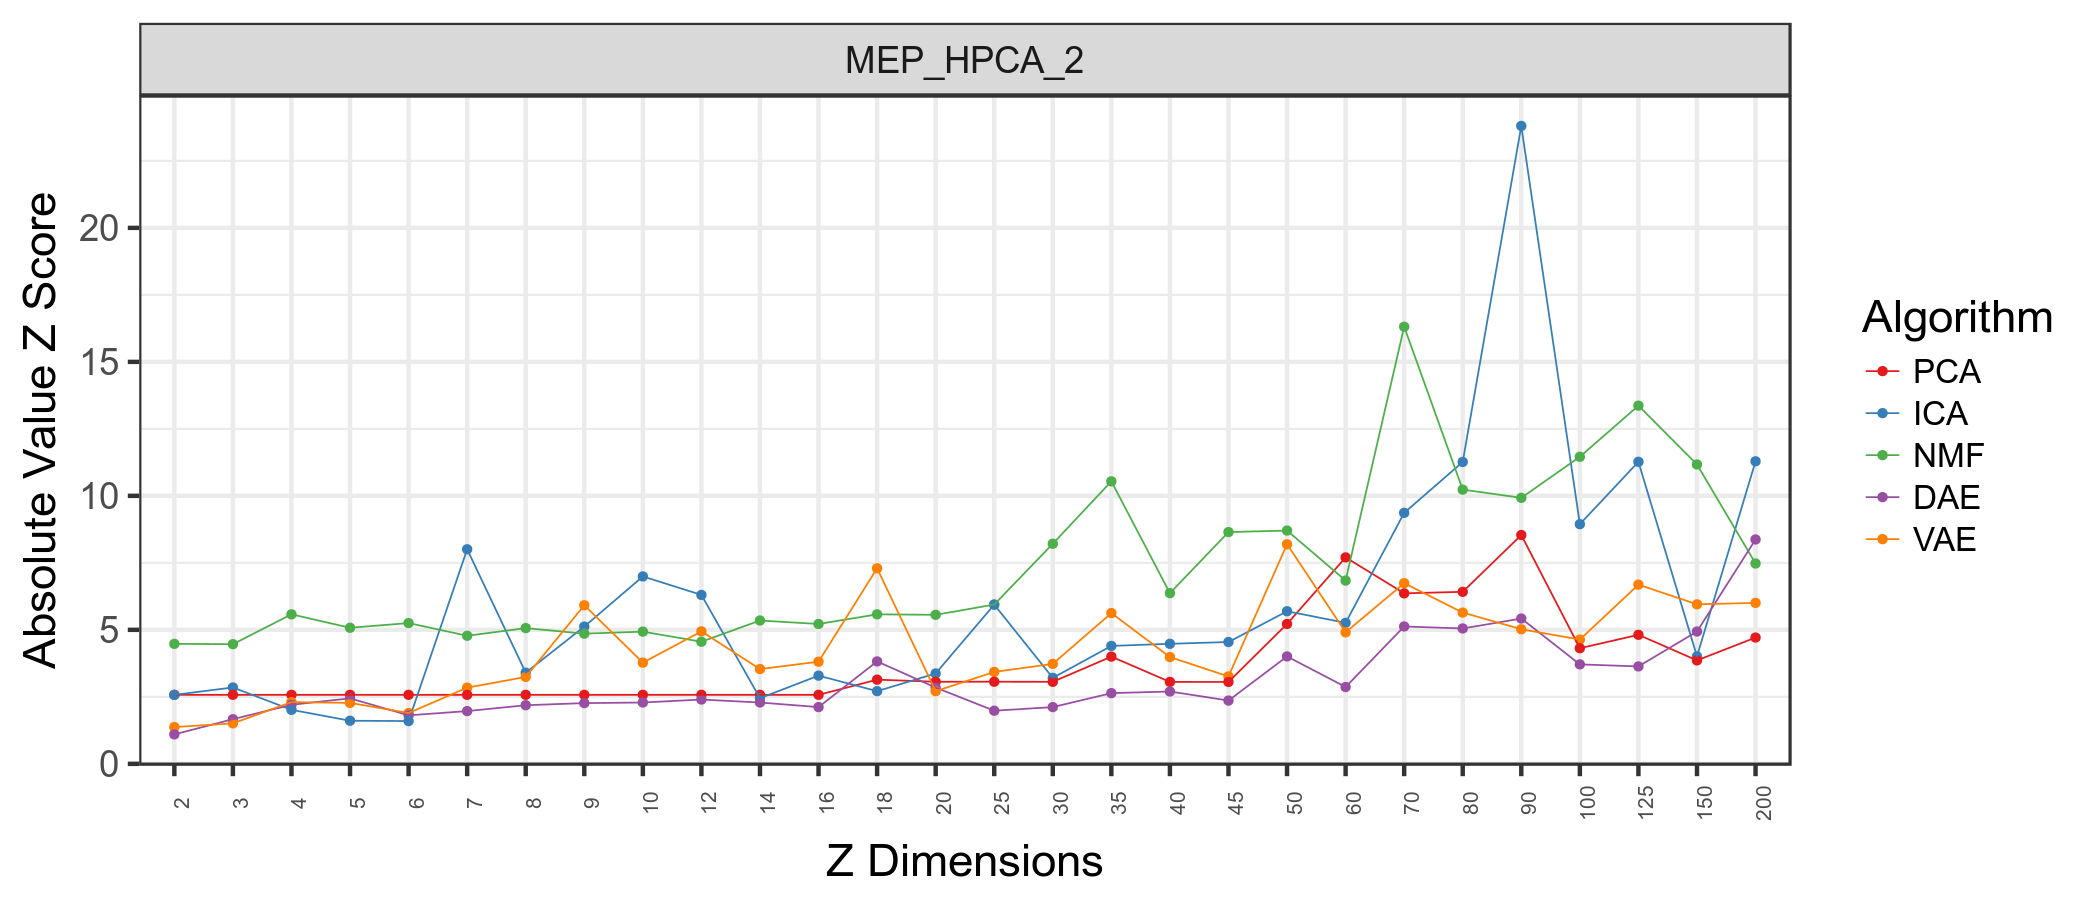 MEP_HPCA_2
Absolute Value Z Score
20
15
10
5
0
2 3 4 5 6 7 8 9 10 12 14 16 18 20 25 30 35 40 45 50 60 70 80 90 100 125 150 200
Z Dimensions
Algorithm
PCA
ICA
NMF
DAE
VAE